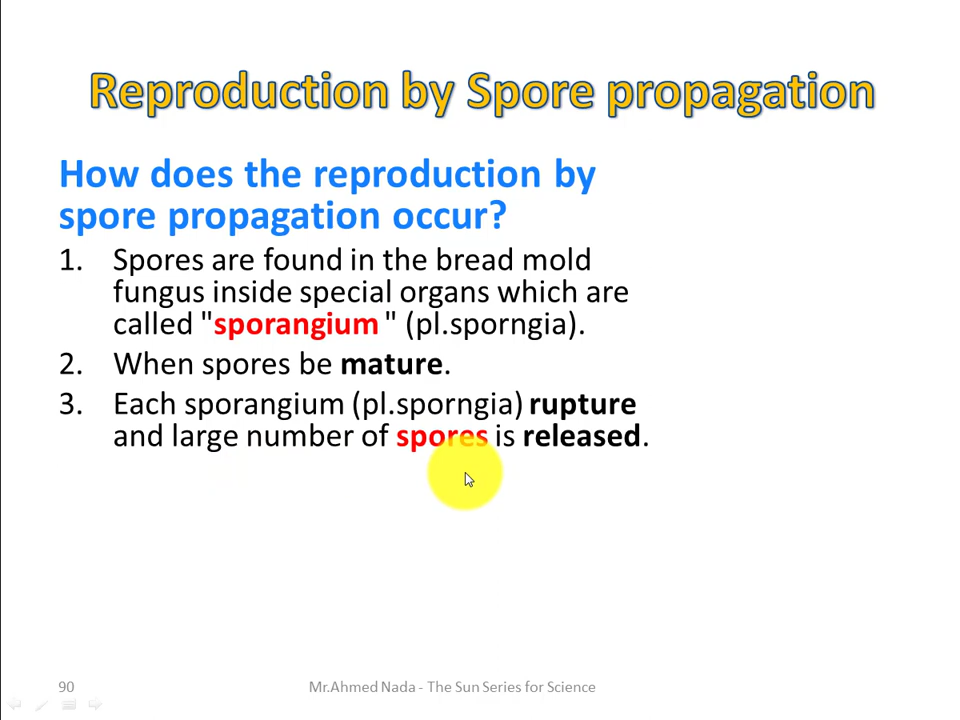 Reproduction by Spore propagation
How does the reproduction by
spore propagation occur?
1. Spores are found in the bread mold
fungus inside special organs which are
called "sporangium " (pl.sporngia).
2. When spores be mature.
3. Each sporangium (pl.sporngia) rupture
and large number of spores is released.
90
Mr.Ahmed Nada - The Sun Series for Science